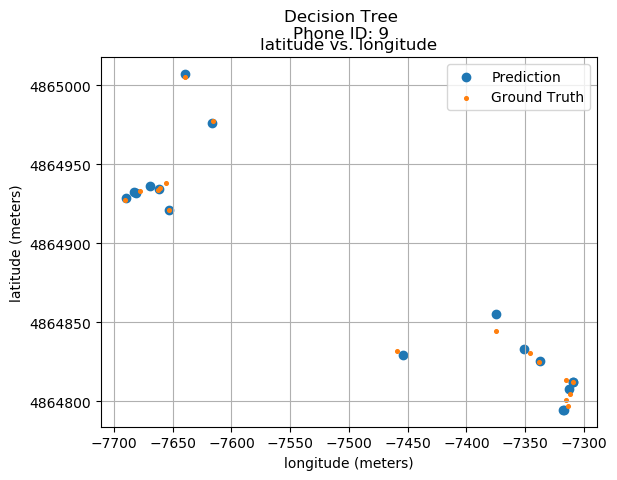 Decision Tree
Phone ID: 9
latitude vs. longitude
Prediction
Ground Truth
4865000
4864950
4864900
4864850
4864800
latitude (meters)
−7700 −7650 −7600 −7550 −7500 −7450 −7400 −7350 −7300
longitude (meters)